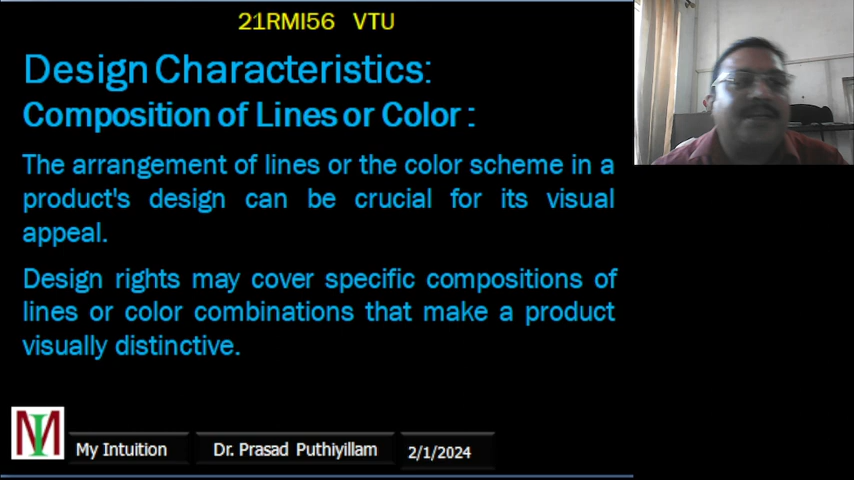 21RMI56 VTU
Design Characteristics:
Composition of Lines or Color :
The arrangement of lines or the color scheme in a
product's design can be crucial for its visual
appeal.
Design rights may cover specific compositions of
lines or color combinations that make a product
visually distinctive.
MI
My Intuition
Dr. Prasad Puthiyillam
2/1/2024